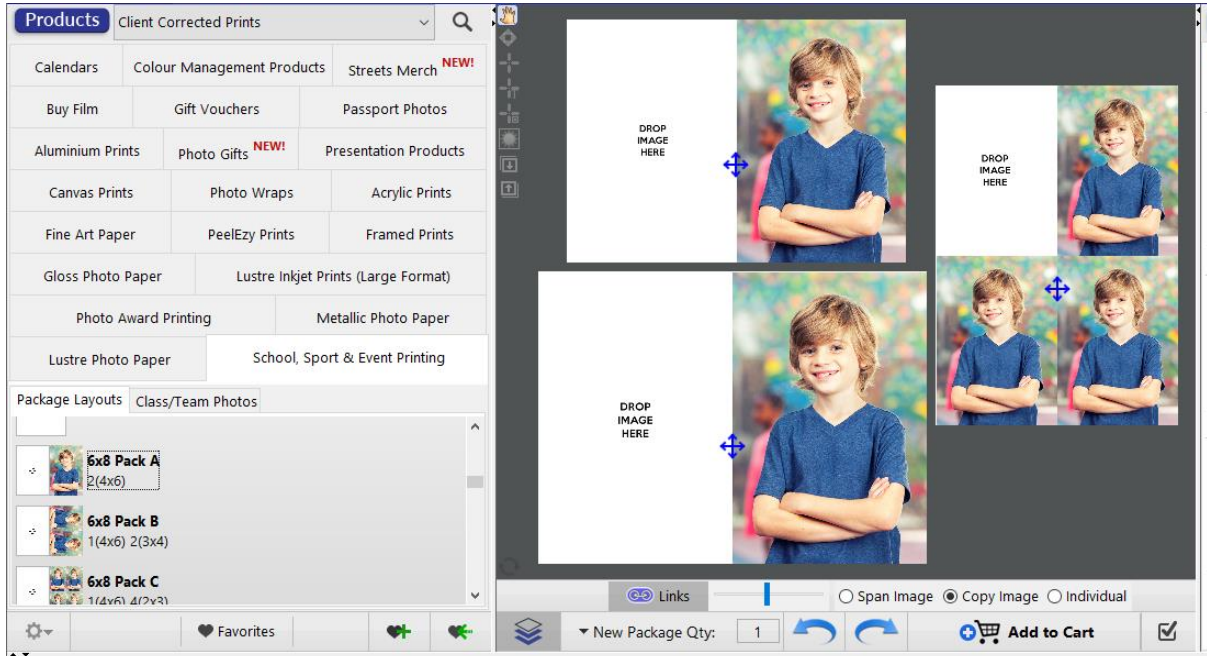 Products
Client Corrected Prints
Calendars
Colour Management Products
Streets Merch NEW!
Buy Film
Gift Vouchers
Passport Photos
Aluminium Prints
Photo Gifts NEW!
Presentation Products
Canvas Prints
Photo Wraps
Acrylic Prints
Fine Art Paper
PeelEzy Prints
Framed Prints
Gloss Photo Paper
Lustre Inkjet Prints (Large Format)
Photo Award Printing
Metallic Photo Paper
Lustre Photo Paper
School, Sport & Event Printing
Package Layouts
Class/Team Photos
6x8 Pack A
2(4x6)
6x8 Pack B
1(4x6) 2(3x4)
6x8 Pack C
1(4x6) 4(2x3)
Favorites
DROP
IMAGE
HERE
DROP
IMAGE
HERE
DROP
IMAGE
HERE
Links
Span Image
Copy Image
Individual
New Package Qty:
1
Add to Cart